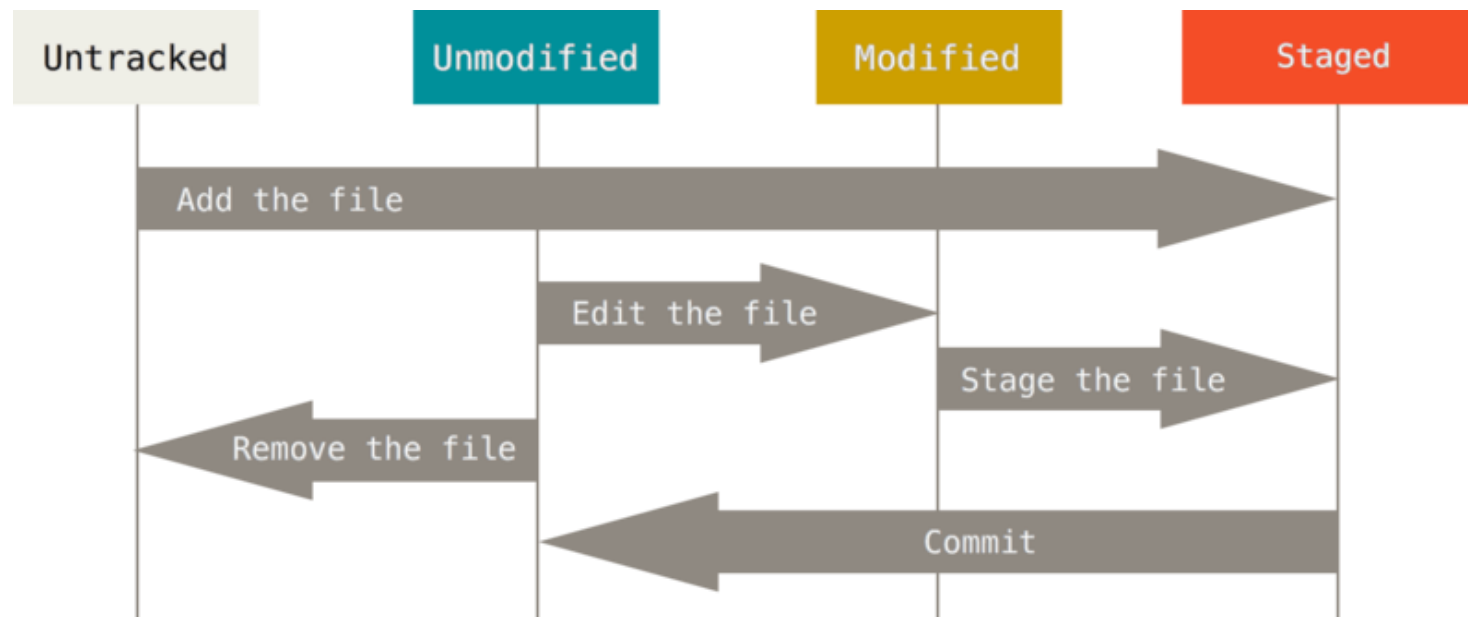 Untracked
Unmodified
Modified
Staged
Add the file
Edit the file
Stage the file
Remove the file
Commit